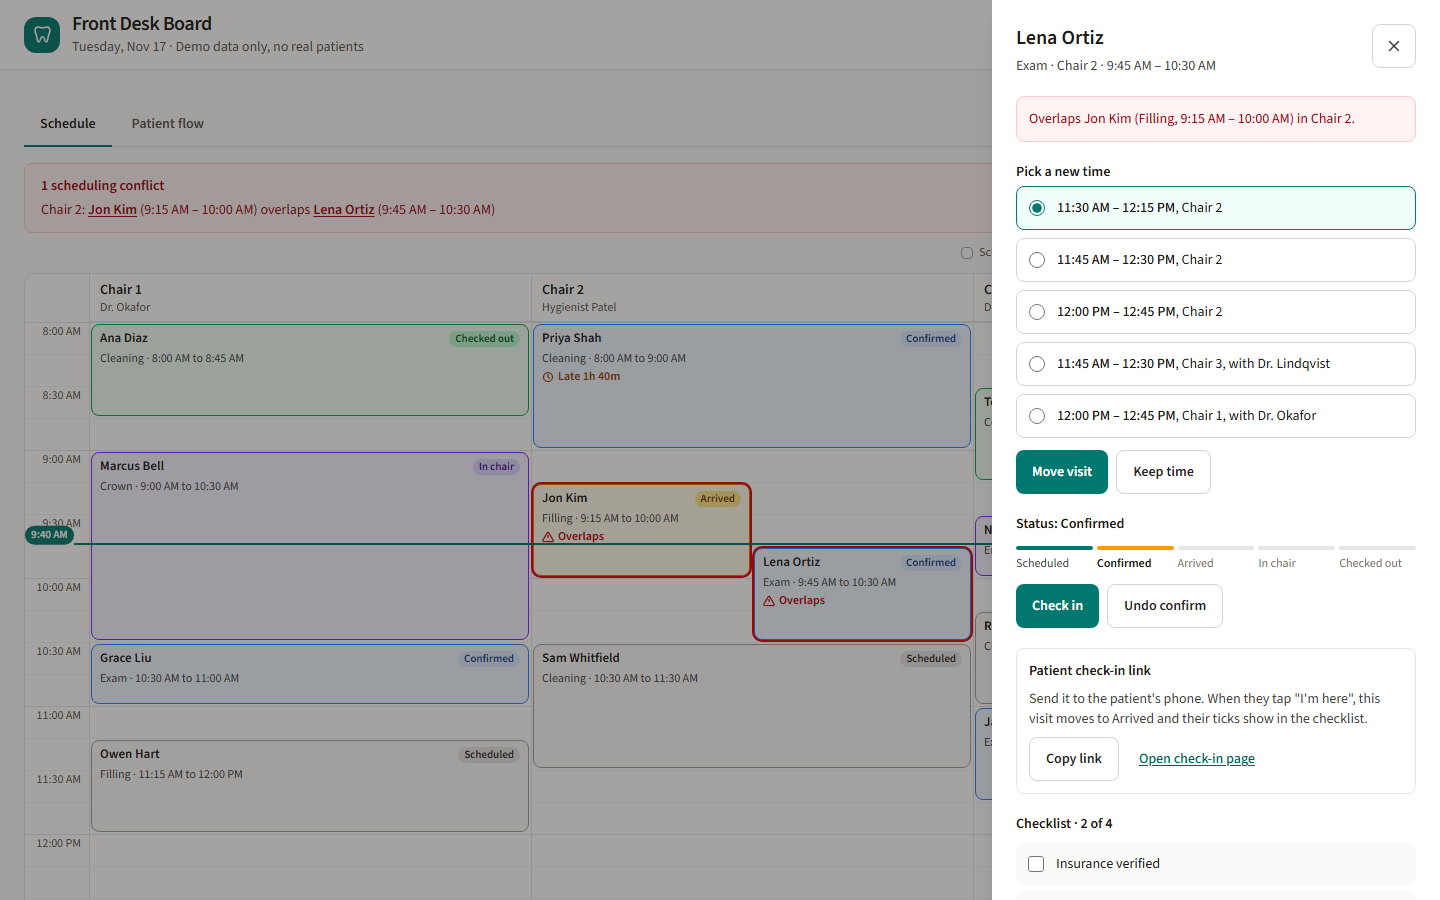 Front Desk Board
Tuesday, Nov 17 · Demo data only, no real patients
Schedule
Patient flow
1 scheduling conflict
Chair 2: Jon Kim (9:15 AM – 10:00 AM) overlaps Lena Ortiz (9:45 AM – 10:30 AM)
Chair 1
Dr. Okafor
Chair 2
Hygienist Patel
8:00 AM
8:30 AM
9:00 AM
9:30 AM
9:40 AM
10:00 AM
10:30 AM
11:00 AM
11:30 AM
12:00 PM
Ana Diaz
Checked out
Cleaning · 8:00 AM to 8:45 AM
Marcus Bell
In chair
Crown · 9:00 AM to 10:30 AM
Grace Liu
Confirmed
Exam · 10:30 AM to 11:00 AM
Owen Hart
Scheduled
Filling · 11:15 AM to 12:00 PM
Priya Shah
Confirmed
Cleaning · 8:00 AM to 9:00 AM
Late 1h 40m
Jon Kim
Arrived
Filling · 9:15 AM to 10:00 AM
Overlaps
Lena Ortiz
Confirmed
Exam · 9:45 AM to 10:30 AM
Overlaps
Sam Whitfield
Scheduled
Cleaning · 10:30 AM to 11:30 AM
Lena Ortiz
Exam · Chair 2 · 9:45 AM – 10:30 AM
Overlaps Jon Kim (Filling, 9:15 AM – 10:00 AM) in Chair 2.
Pick a new time
11:30 AM – 12:15 PM, Chair 2
11:45 AM – 12:30 PM, Chair 2
12:00 PM – 12:45 PM, Chair 2
11:45 AM – 12:30 PM, Chair 3, with Dr. Lindqvist
12:00 PM – 12:45 PM, Chair 1, with Dr. Okafor
Move visit
Keep time
Status: Confirmed
Scheduled
Confirmed
Arrived
In chair
Checked out
Check in
Undo confirm
Patient check-in link
Send it to the patient's phone. When they tap "I'm here", this
visit moves to Arrived and their ticks show in the checklist.
Copy link
Open check-in page
Checklist · 2 of 4
Insurance verified